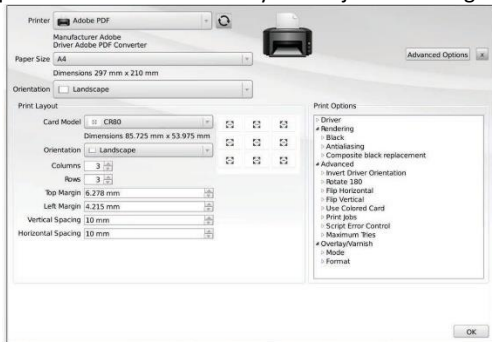 Printer Adobe PDF
Manufacturer Adobe
Driver Adobe PDF Converter
Advanced Options x
Paper Size A4
Dimensions 297 mm x 210 mm
Orientation Landscape
Print Layout
Card Model CR80
Dimensions 85.725 mm x 53.975 mm
Orientation Landscape
Columns 3
Rows 3
Top Margin 6.278 mm
Left Margin 4.215 mm
Vertical Spacing 10 mm
Horizontal Spacing 10 mm
Print Options
Driver
Rendering
Black
Antialiasing
Composite black replacement
Advanced
Invert Driver Orientation
Rotate 180
Flip Horizontal
Flip Vertical
Use Colored Card
Print Jobs
Script Error Control
Maximum Tries
Overlay/Varnish
Mode
Format
OK